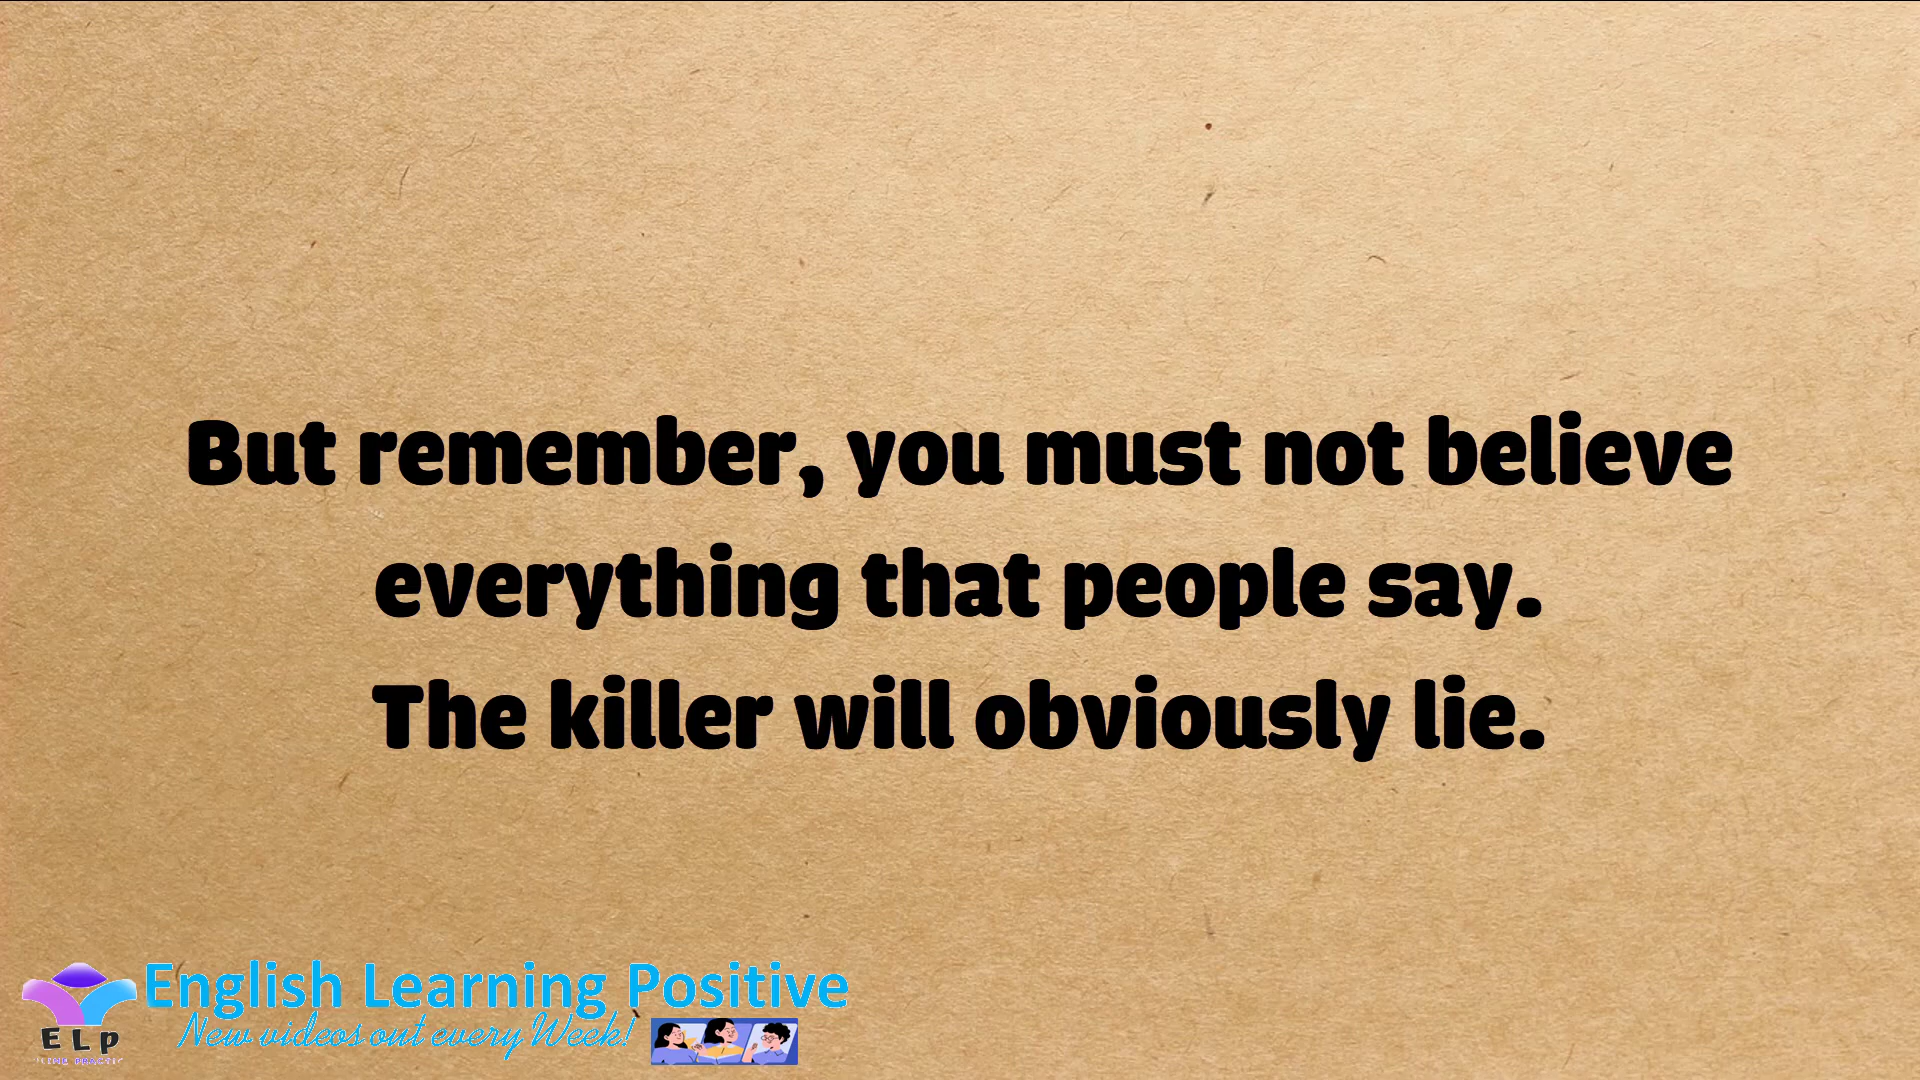 But remember, you must not believe
everything that people say.
The killer will obviously lie.
English Learning Positive
New videos out every Week!
ELP